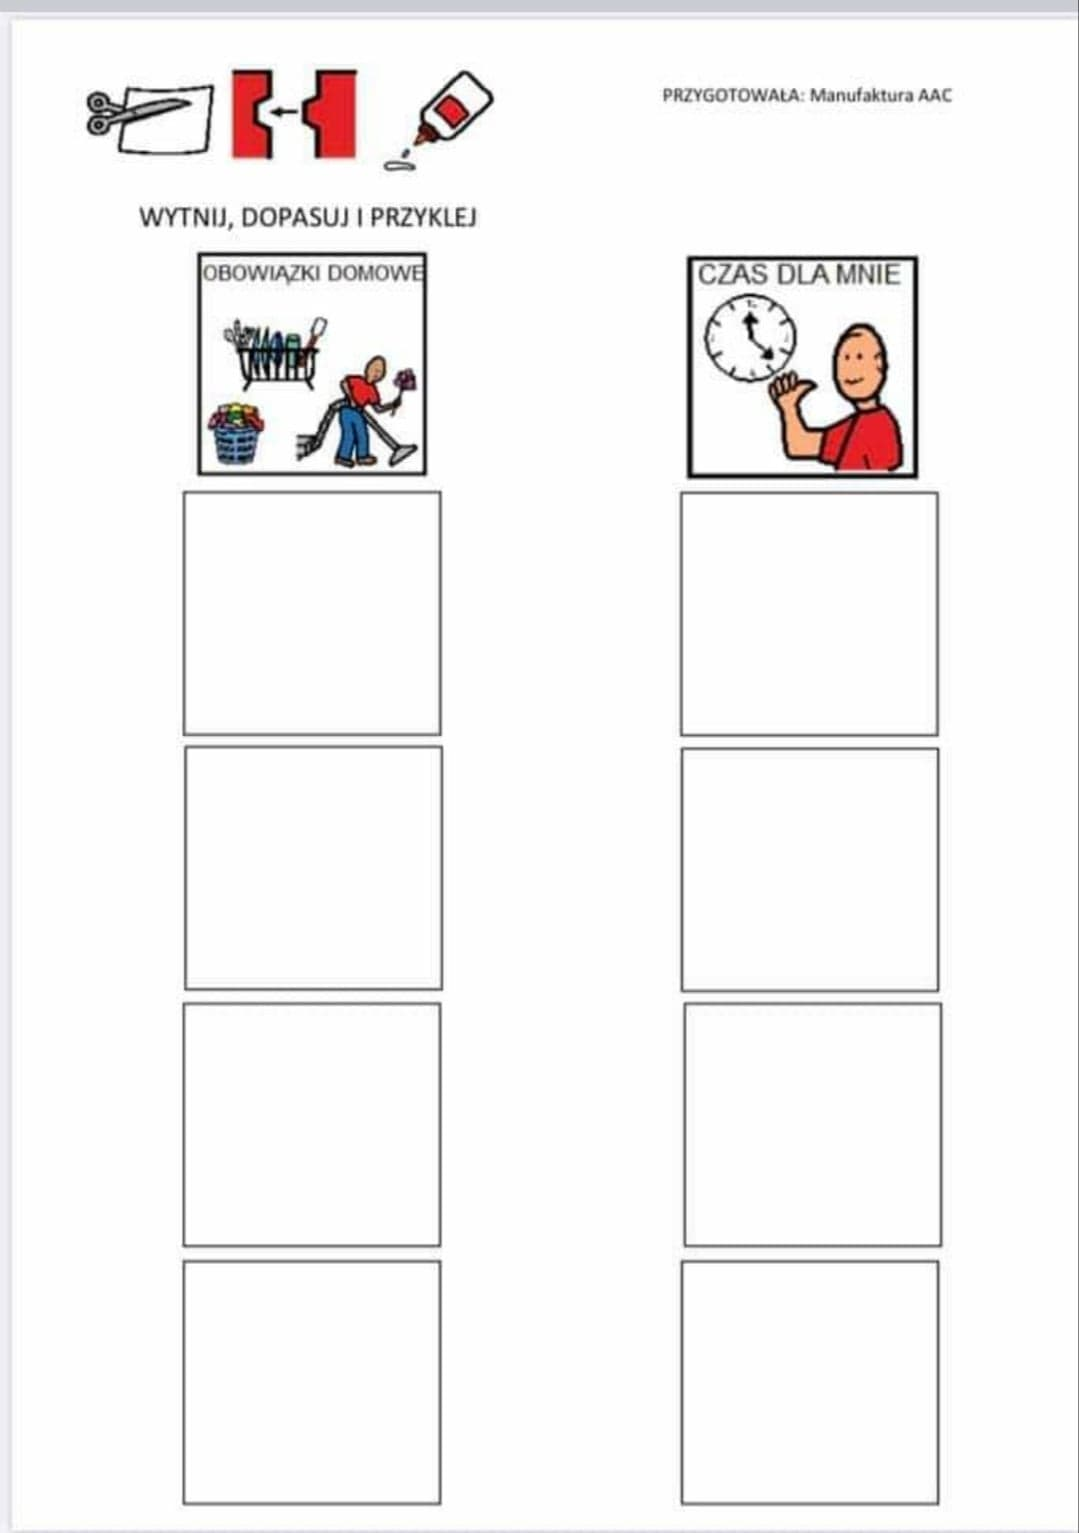 PRZYGOTOWAŁA: Manufaktura AAC
WYTNIJ, DOPASUJ I PRZYKLEJ
OBOWIĄZKI DOMOWE
CZAS DLA MNIE